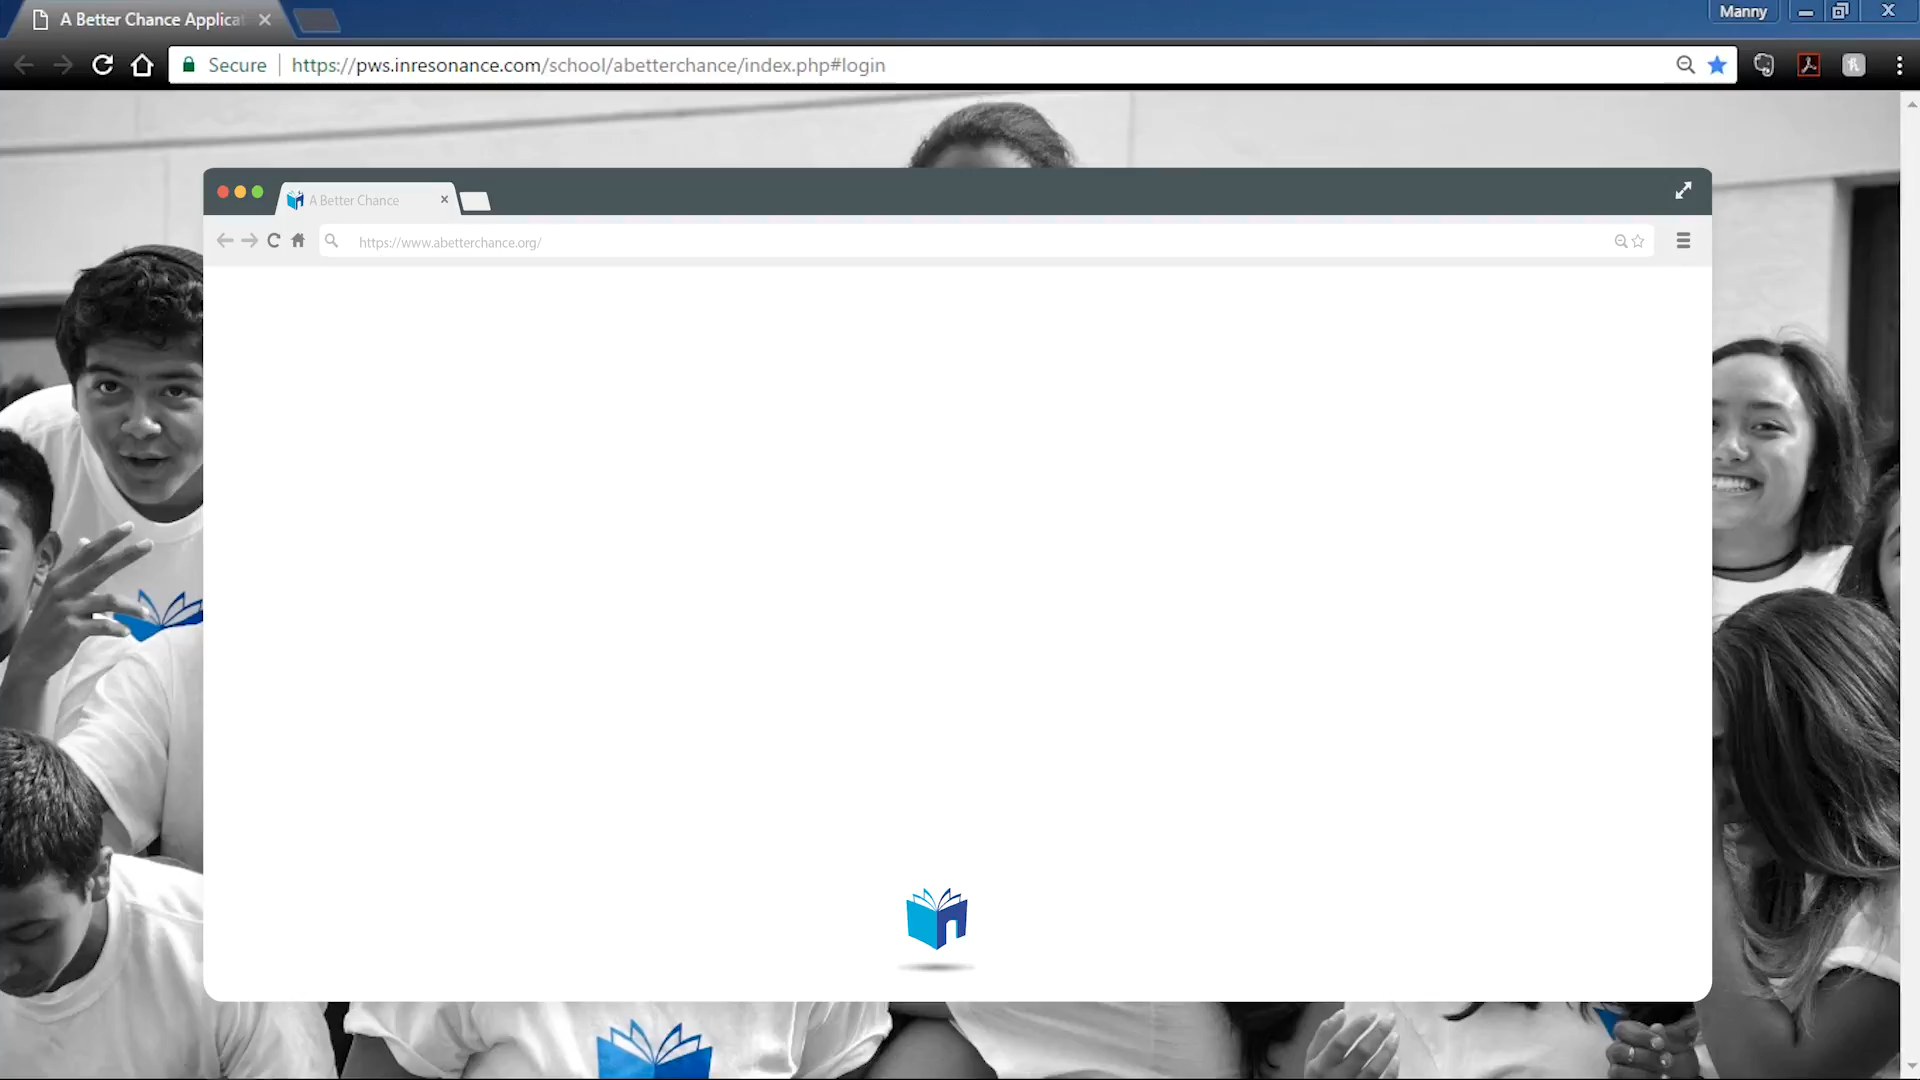 A Better Chance Applica
Manny
Secure
https://pws.inresonance.com/school/abetterchance/index.php#login
A Better Chance
https://www.abetterchance.org/